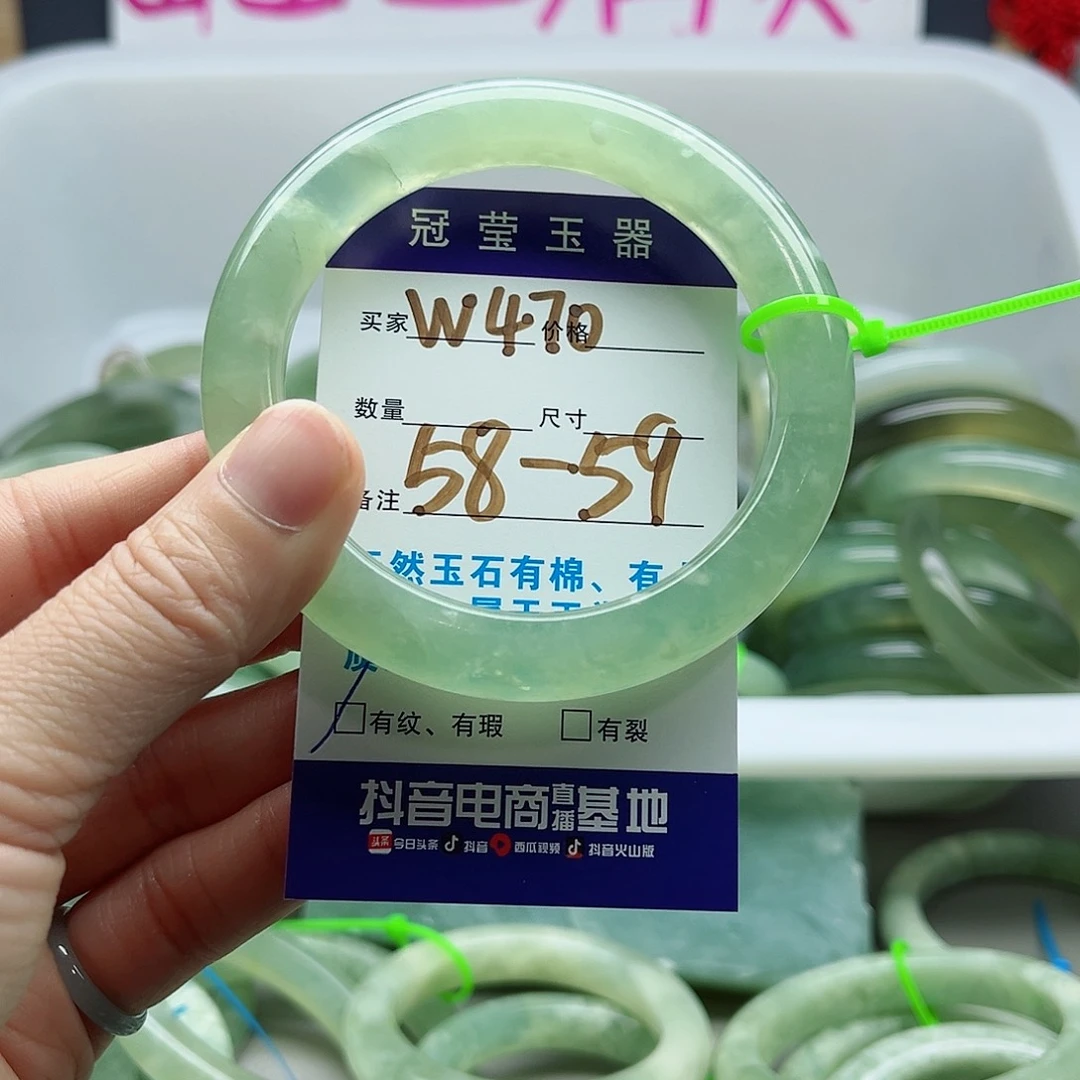 冠莹玉器
买家 W470 价格
数量 尺寸
58-59
备注
然玉石有棉、有
有纹、有瑕 有裂
抖音电商直播基地
头条 今日头条 抖音 西瓜视频 抖音火山版